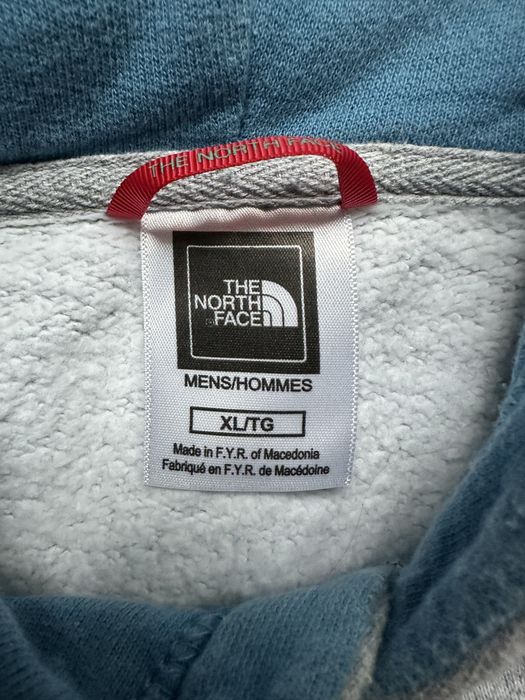 THE NORTH FACE
THE
NORTH
FACE
MENS/HOMMES
XL/TG
Made in F.Y.R. of Macedonia
Fabriqué en F.Y.R. de Macédoine